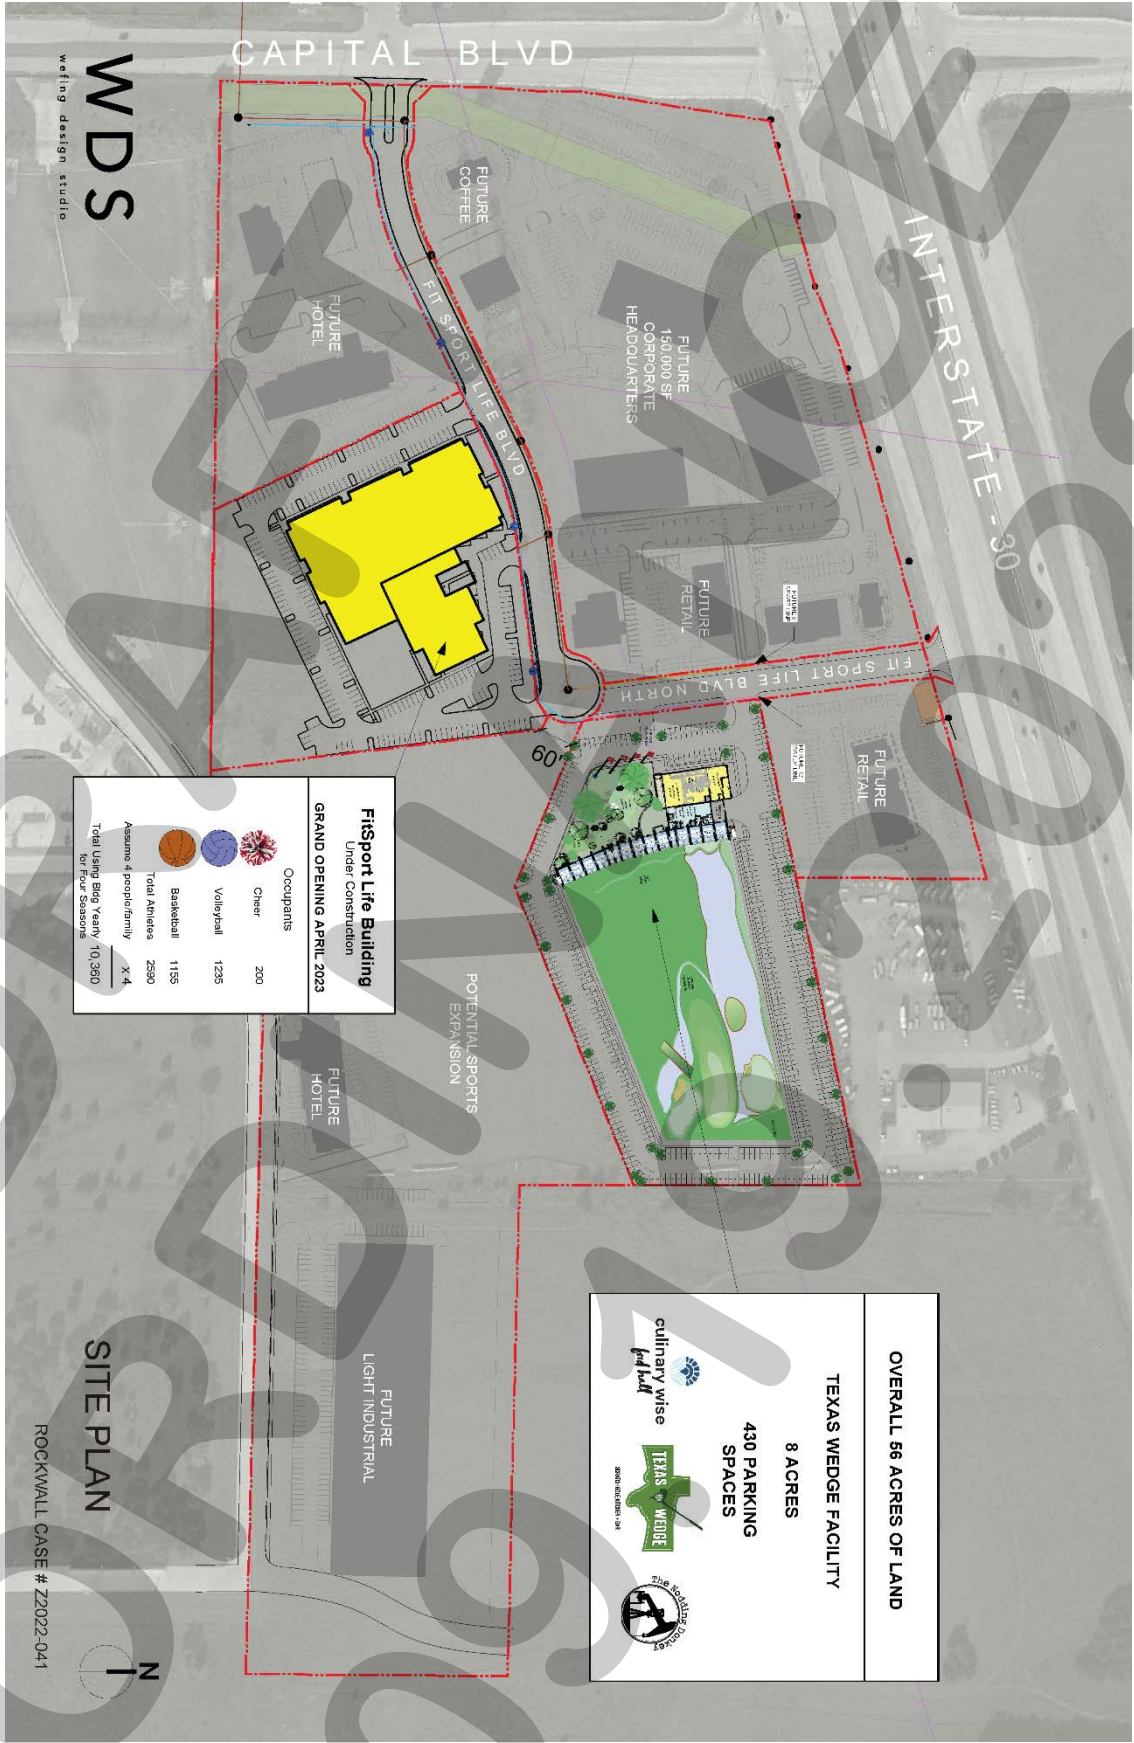 CAPITAL BLVD
INTERSTATE - 30
WDS
wefing design studio
FUTURE
COFFEE
FUTURE
HOTEL
FIT SPORT LIFE BLVD
FUTURE
150,000 SF
CORPORATE
HEADQUARTERS
FUTURE
RETAIL
FIT SPORT LIFE BLVD NORTH
FUTURE
RETAIL
60'
FitSport Life Building
Under Construction
GRAND OPENING APRIL 2023
Occupants
Cheer 200
Volleyball 1235
Basketball 1155
Total Athletes 2590
Assume 4 people/family X 4
Total Using Bldg Yearly 10,360
for Four Seasons
POTENTIAL SPORTS
EXPANSION
FUTURE
HOTEL
FUTURE
LIGHT INDUSTRIAL
OVERALL 56 ACRES OF LAND
TEXAS WEDGE FACILITY
8 ACRES
430 PARKING
SPACES
culinary wise
food hall
TEXAS WEDGE
The Nodding Donkey
SITE PLAN
ROCKWALL CASE # Z2022-041
N